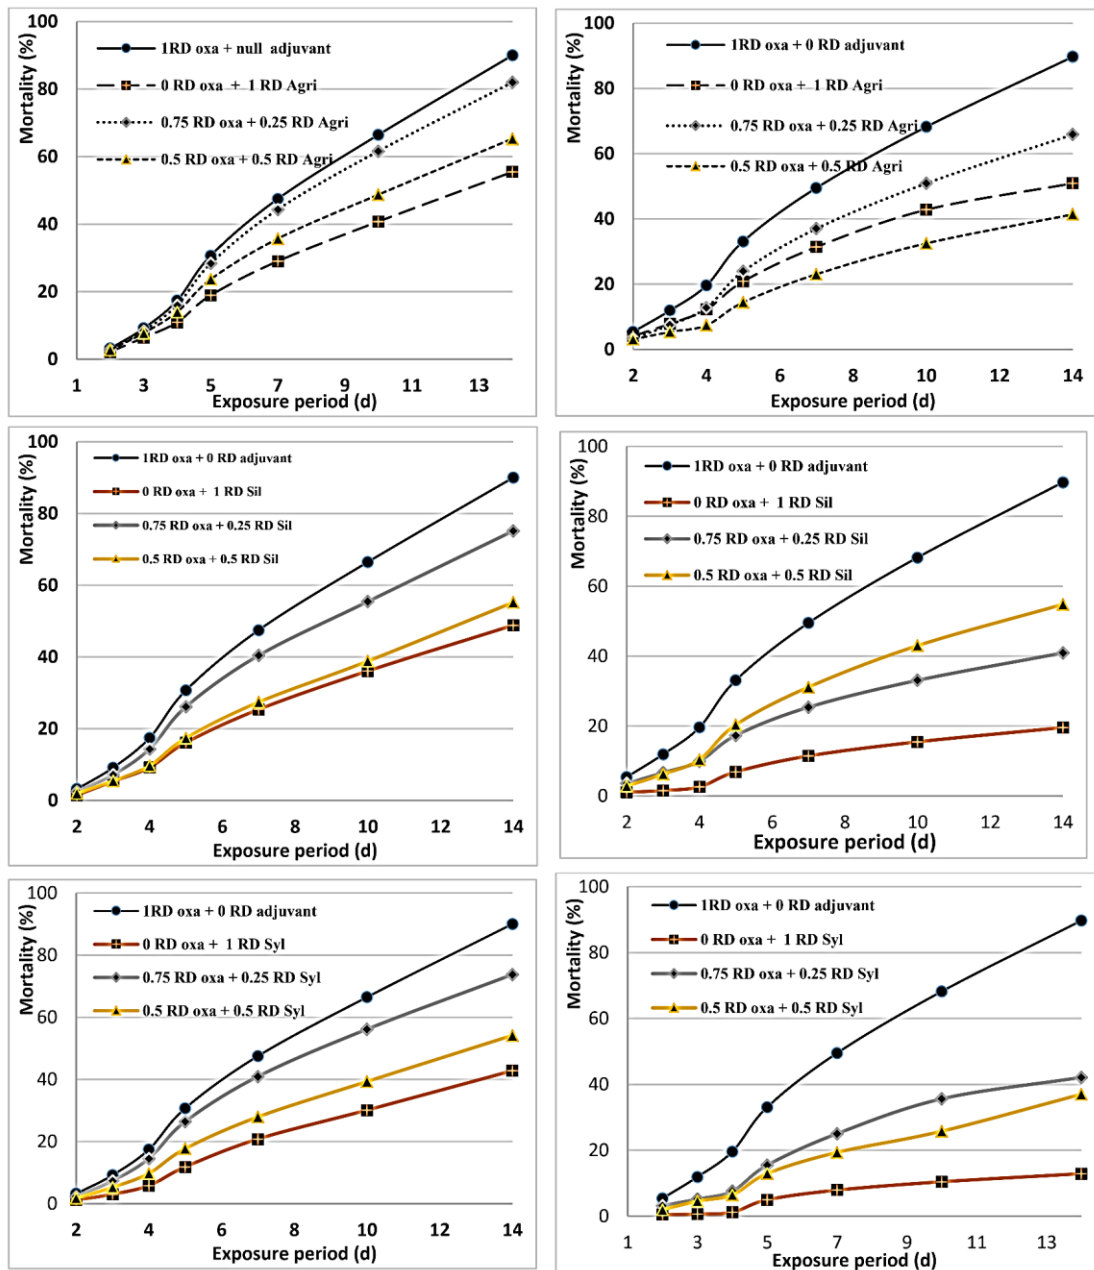 100
80
60
40
20
0
Mortality (%)
1RD oxa + null adjuvant
0 RD oxa + 1 RD Agri
0.75 RD oxa + 0.25 RD Agri
0.5 RD oxa + 0.5 RD Agri
1 3 5 7 9 11 13
Exposure period (d)
100
80
60
40
20
0
Mortality (%)
1RD oxa + 0 RD adjuvant
0 RD oxa + 1 RD Agri
0.75 RD oxa + 0.25 RD Agri
0.5 RD oxa + 0.5 RD Agri
2 4 6 8 10 12 14
Exposure period (d)
100
80
60
40
20
0
Mortality (%)
1RD oxa + 0 RD adjuvant
0 RD oxa + 1 RD Sil
0.75 RD oxa + 0.25 RD Sil
0.5 RD oxa + 0.5 RD Sil
2 4 6 8 10 12 14
Exposure period (d)
100
80
60
40
20
0
Mortality (%)
1RD oxa + 0 RD adjuvant
0 RD oxa + 1 RD Sil
0.75 RD oxa + 0.25 RD Sil
0.5 RD oxa + 0.5 RD Sil
2 4 6 8 10 12 14
Exposure period (d)
100
80
60
40
20
0
Mortality (%)
1RD oxa + 0 RD adjuvant
0 RD oxa + 1 RD Syl
0.75 RD oxa + 0.25 RD Syl
0.5 RD oxa + 0.5 RD Syl
2 4 6 8 10 12 14
Exposure period (d)
100
80
60
40
20
0
Mortality (%)
1RD oxa + 0 RD adjuvant
0 RD oxa + 1 RD Syl
0.75 RD oxa + 0.25 RD Syl
0.5 RD oxa + 0.5 RD Syl
1 3 5 7 9 11 13
Exposure period (d)